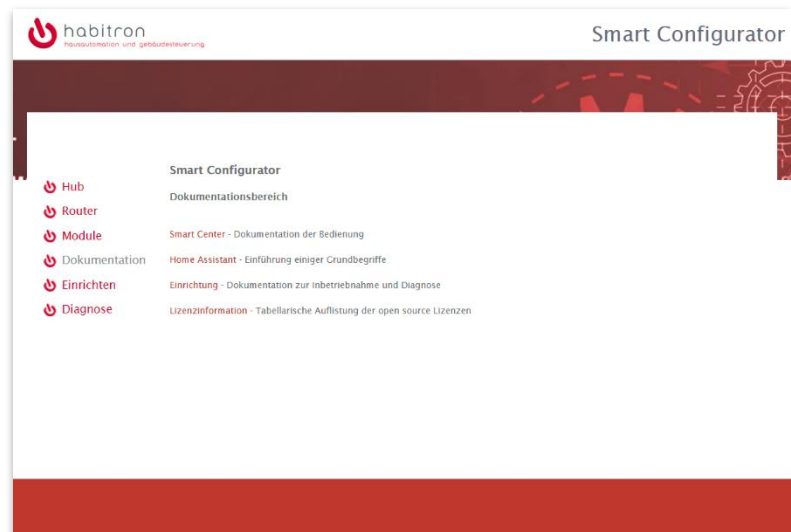 habitron
hausautomation und gebäudesteuerung
Smart Configurator
Smart Configurator
Dokumentationsbereich
Hub
Router
Module
Dokumentation
Einrichten
Diagnose
Smart Center - Dokumentation der Bedienung
Home Assistant - Einführung einiger Grundbegriffe
Einrichtung - Dokumentation zur Inbetriebnahme und Diagnose
Lizenzinformation - Tabellarische Auflistung der open source Lizenzen